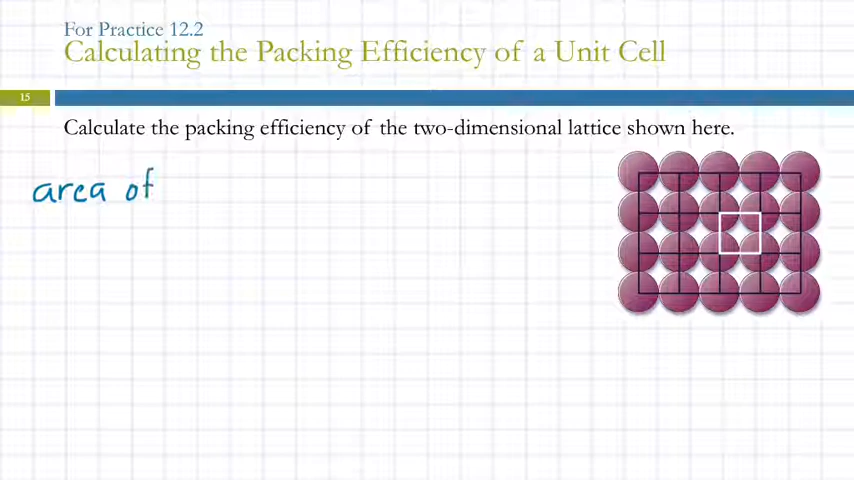 For Practice 12.2
Calculating the Packing Efficiency of a Unit Cell
15
Calculate the packing efficiency of the two-dimensional lattice shown here.
area of